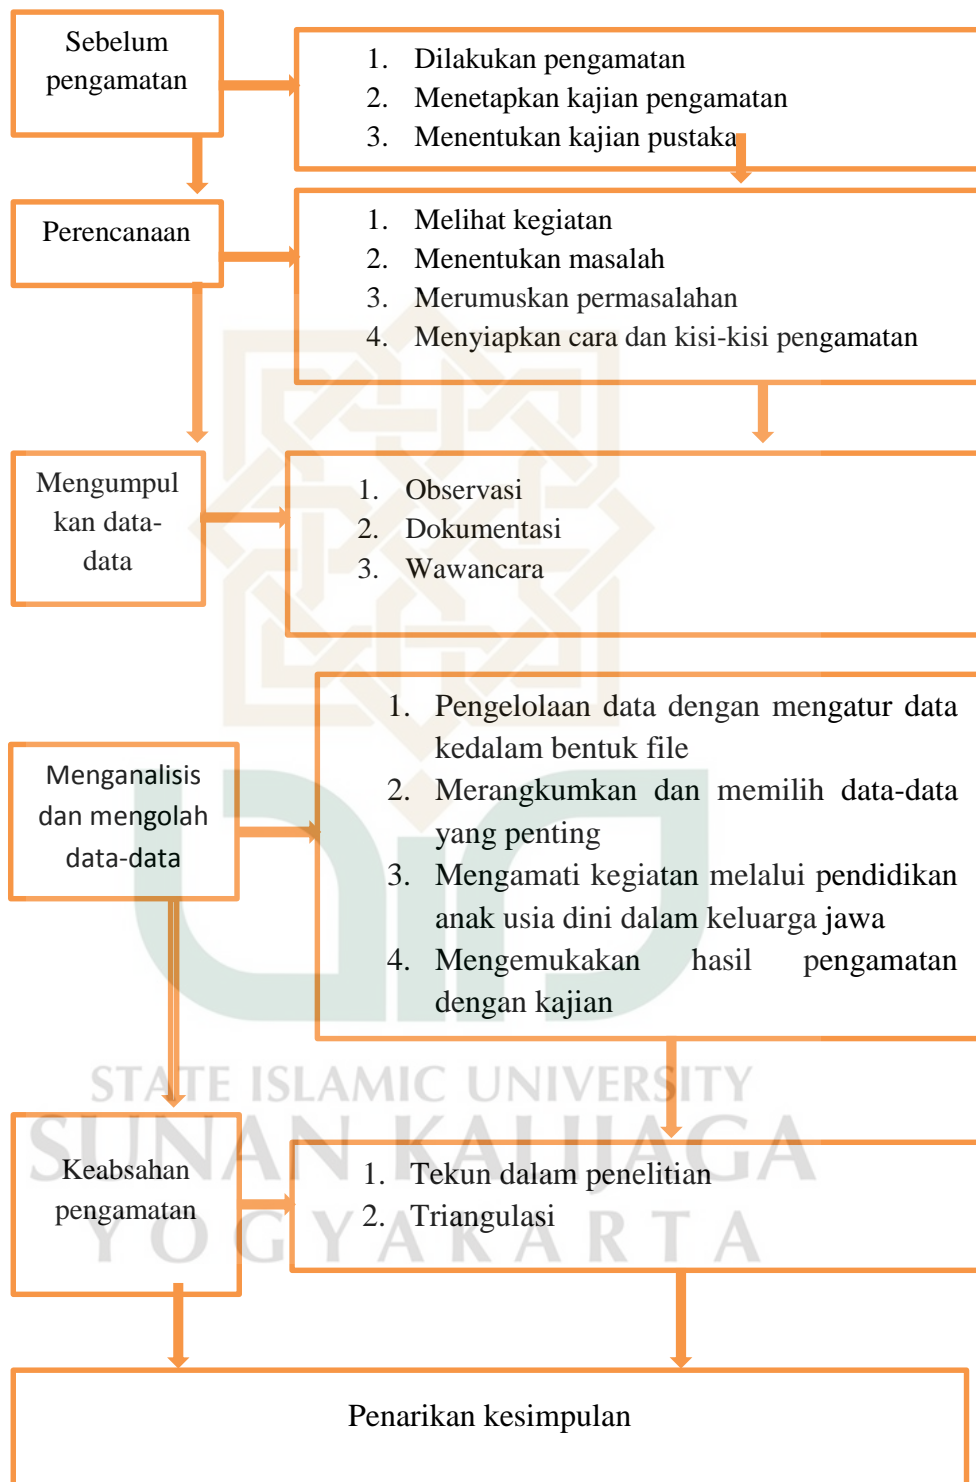 Sebelum
pengamatan
1. Dilakukan pengamatan
2. Menetapkan kajian pengamatan
3. Menentukan kajian pustaka
Perencanaan
1. Melihat kegiatan
2. Menentukan masalah
3. Merumuskan permasalahan
4. Menyiapkan cara dan kisi-kisi pengamatan
Mengumpul
kan data-
data
1. Observasi
2. Dokumentasi
3. Wawancara
Menganalisis
dan mengolah
data-data
1. Pengelolaan data dengan mengatur data
kedalam bentuk file
2. Merangkumkan dan memilih data-data
yang penting
3. Mengamati kegiatan melalui pendidikan
anak usia dini dalam keluarga jawa
4. Mengemukakan hasil pengamatan
dengan kajian
STATE ISLAMIC UNIVERSITY
SUNAN KALIJAGA
YOGYAKARTA
Keabsahan
pengamatan
1. Tekun dalam penelitian
2. Triangulasi
Penarikan kesimpulan